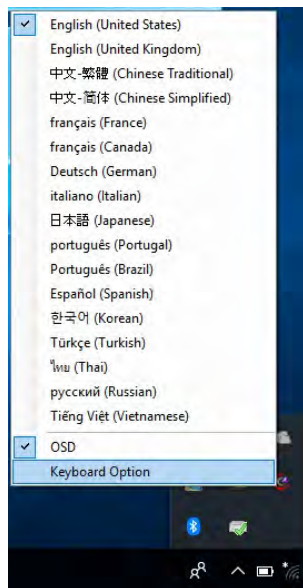 English (United States)
English (United Kingdom)
中文-繁體 (Chinese Traditional)
中文-简体 (Chinese Simplified)
français (France)
français (Canada)
Deutsch (German)
italiano (Italian)
日本語 (Japanese)
português (Portugal)
Português (Brazil)
Español (Spanish)
한국어 (Korean)
Türkçe (Turkish)
ไทย (Thai)
русский (Russian)
Tiếng Việt (Vietnamese)
OSD
Keyboard Option